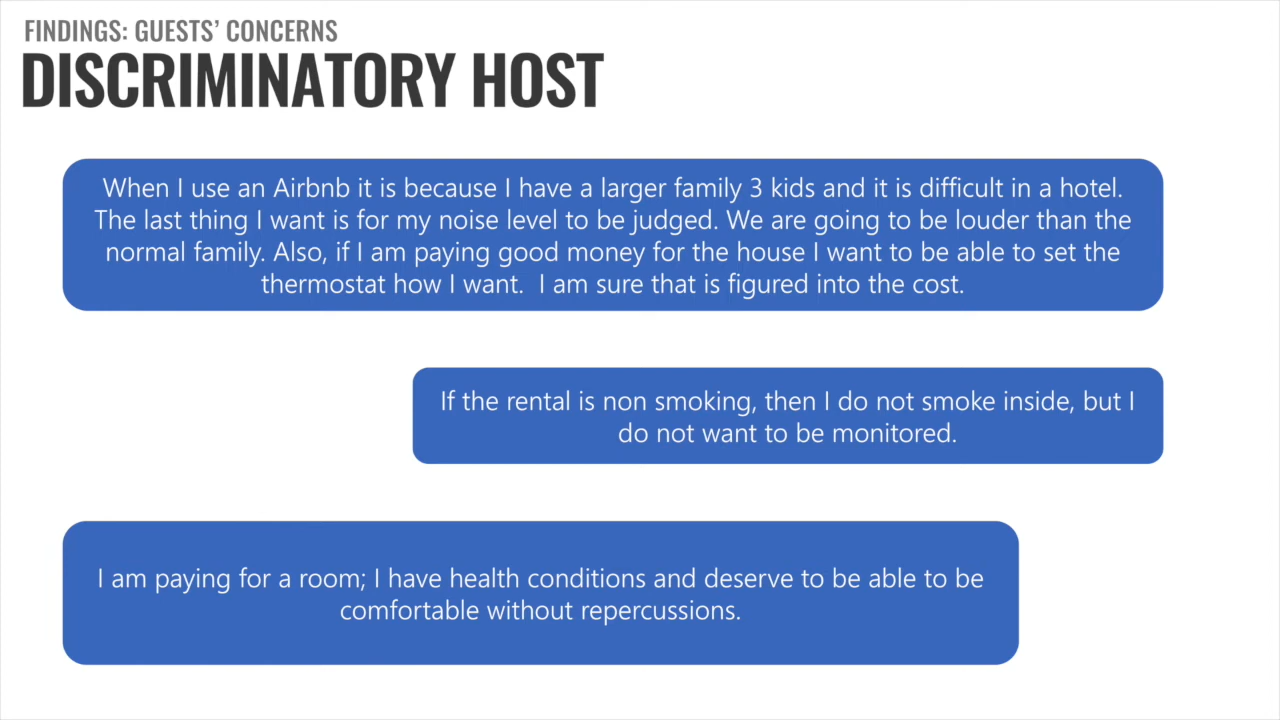 FINDINGS: GUESTS’ CONCERNS
DISCRIMINATORY HOST
When I use an Airbnb it is because I have a larger family 3 kids and it is difficult in a hotel.
The last thing I want is for my noise level to be judged. We are going to be louder than the
normal family. Also, if I am paying good money for the house I want to be able to set the
thermostat how I want.  I am sure that is figured into the cost.
If the rental is non smoking, then I do not smoke inside, but I
do not want to be monitored.
I am paying for a room; I have health conditions and deserve to be able to be
comfortable without repercussions.